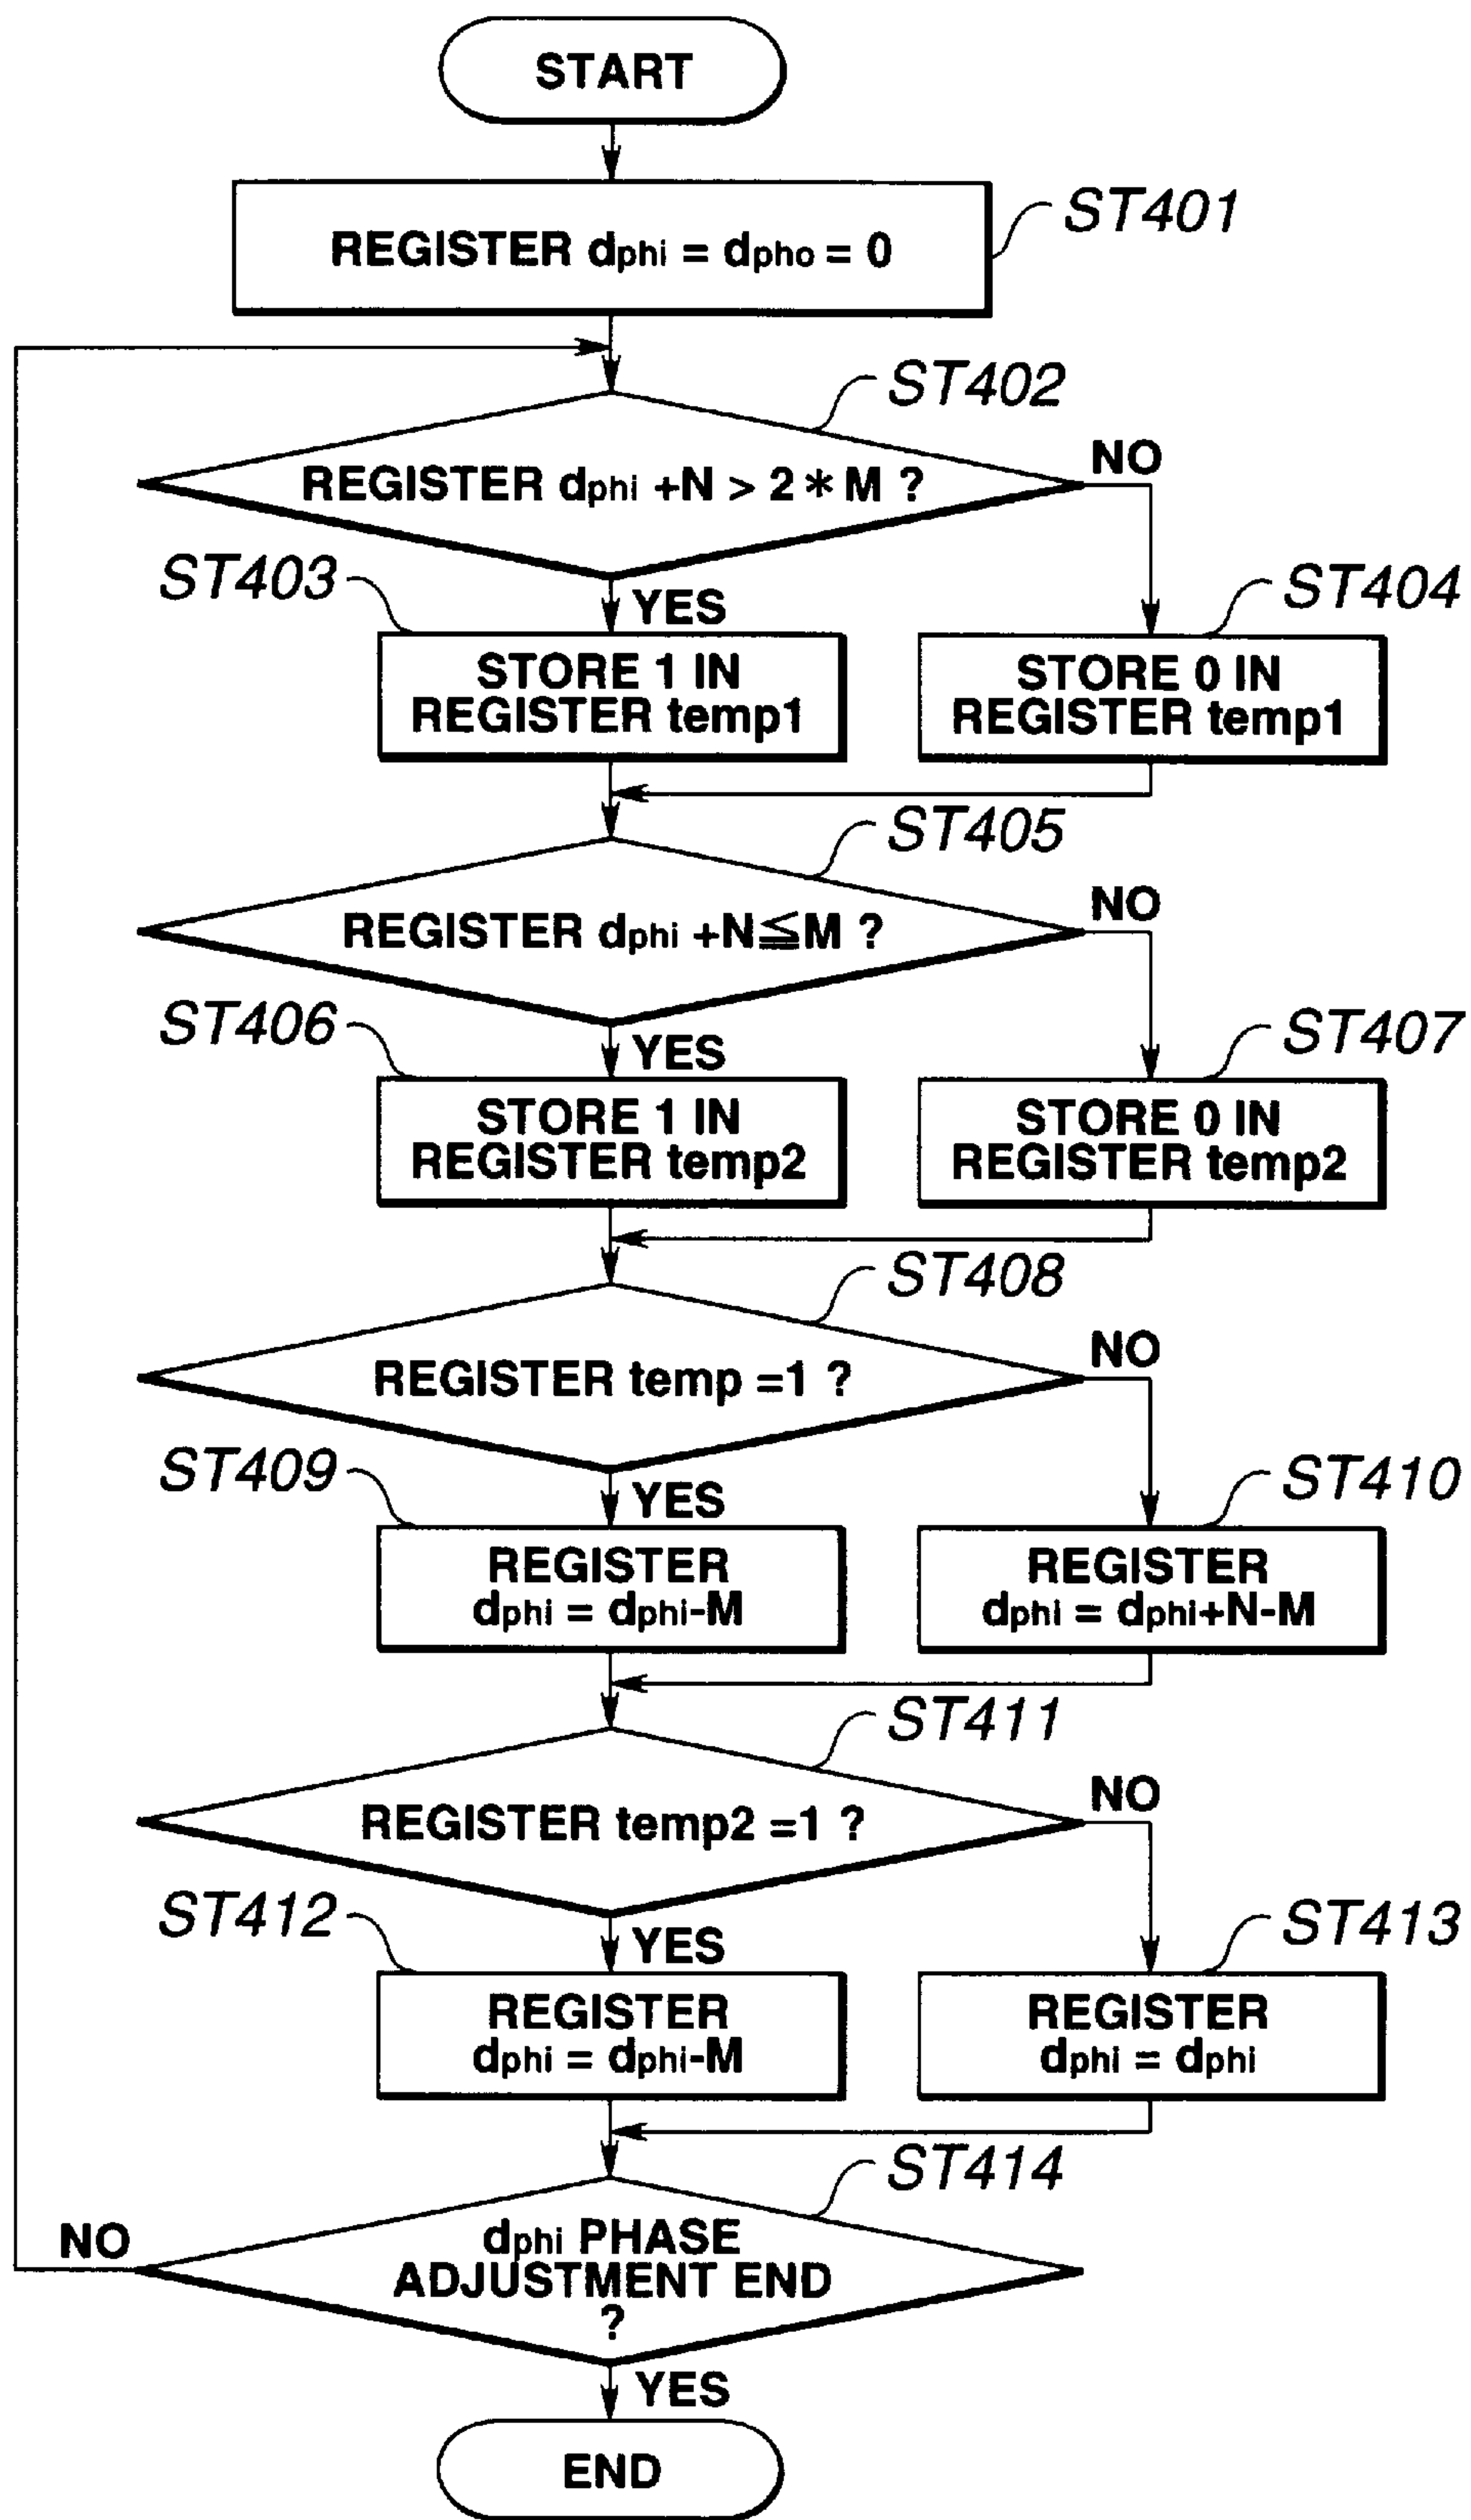 START
REGISTER dphi = dpho = 0
ST401
ST402
REGISTER dphi +N > 2 * M ?
NO
ST403
YES
ST404
STORE 1 IN
REGISTER temp1
STORE 0 IN
REGISTER temp1
ST405
REGISTER dphi +N≦M ?
NO
ST406
YES
ST407
STORE 1 IN
REGISTER temp2
STORE 0 IN
REGISTER temp2
ST408
REGISTER temp =1 ?
NO
ST409
YES
ST410
REGISTER
dphi = dphi-M
REGISTER
dphi = dphi+N-M
ST411
REGISTER temp2 =1 ?
NO
ST412
YES
ST413
REGISTER
dphi = dphi-M
REGISTER
dphi = dphi
ST414
NO
dphi PHASE
ADJUSTMENT END
?
YES
END